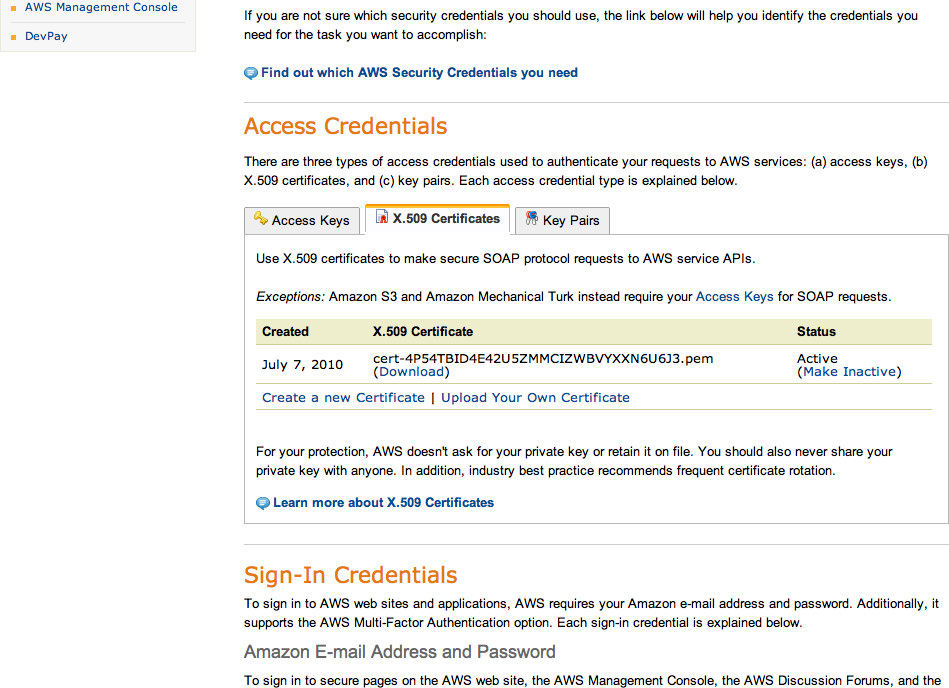 AWS Management Console
DevPay
If you are not sure which security credentials you should use, the link below will help you identify the credentials you
need for the task you want to accomplish:
Find out which AWS Security Credentials you need
Access Credentials
There are three types of access credentials used to authenticate your requests to AWS services: (a) access keys, (b)
X.509 certificates, and (c) key pairs. Each access credential type is explained below.
Access Keys X.509 Certificates Key Pairs
Use X.509 certificates to make secure SOAP protocol requests to AWS service APIs.
Exceptions: Amazon S3 and Amazon Mechanical Turk instead require your Access Keys for SOAP requests.
Created X.509 Certificate Status
July 7, 2010 cert-4P54TBID4E42U5ZMMCIZWBVYXXN6U6J3.pem Active
(Download) (Make Inactive)
Create a new Certificate | Upload Your Own Certificate
For your protection, AWS doesn't ask for your private key or retain it on file. You should also never share your
private key with anyone. In addition, industry best practice recommends frequent certificate rotation.
Learn more about X.509 Certificates
Sign-In Credentials
To sign in to AWS web sites and applications, AWS requires your Amazon e-mail address and password. Additionally, it
supports the AWS Multi-Factor Authentication option. Each sign-in credential is explained below.
Amazon E-mail Address and Password
To sign in to secure pages on the AWS web site, the AWS Management Console, the AWS Discussion Forums, and the